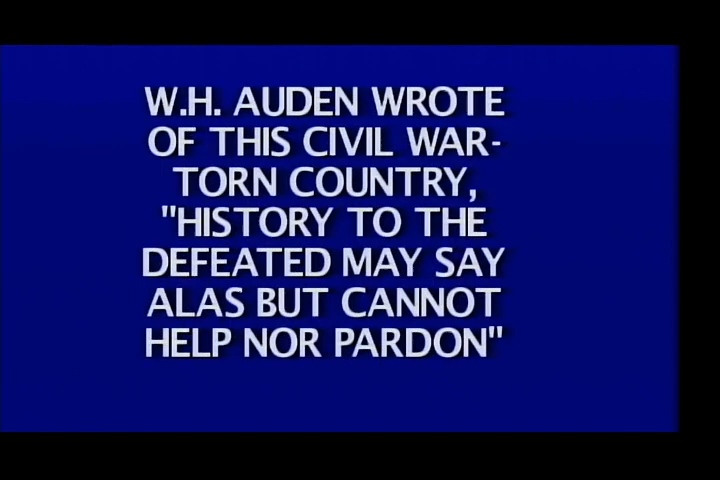 W.H. AUDEN WROTE
OF THIS CIVIL WAR-
TORN COUNTRY,
"HISTORY TO THE
DEFEATED MAY SAY
ALAS BUT CANNOT
HELP NOR PARDON"